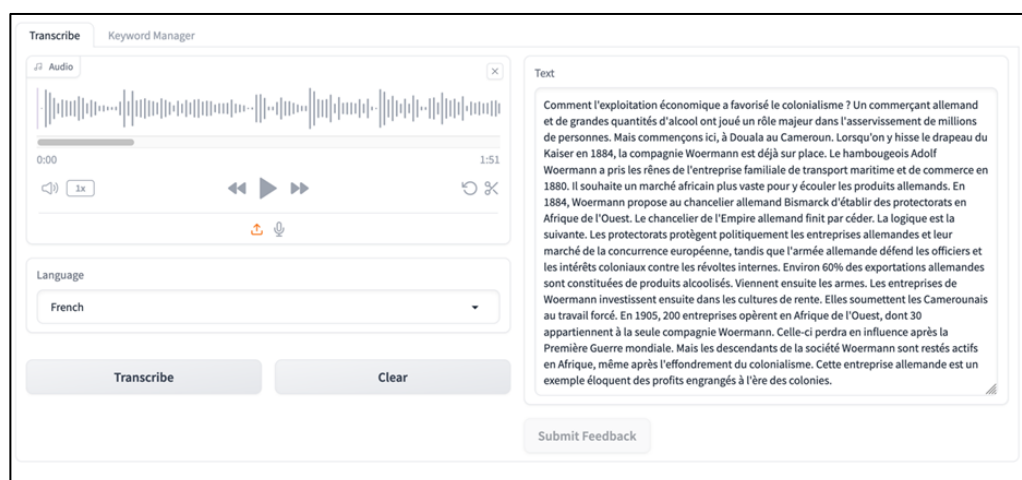 Transcribe
Keyword Manager
Audio
0:00
1:51
1x
Language
French
Transcribe
Clear
Text
Comment l'exploitation économique a favorisé le colonialisme ? Un commerçant allemand
et de grandes quantités d'alcool ont joué un rôle majeur dans l'asservissement de millions
de personnes. Mais commençons ici, à Douala au Cameroun. Lorsqu'on y hisse le drapeau du
Kaiser en 1884, la compagnie Woermann est déjà sur place. Le hambougeois Adolf
Woermann a pris les rênes de l'entreprise familiale de transport maritime et de commerce en
1880. Il souhaite un marché africain plus vaste pour y écouler les produits allemands. En
1884, Woermann propose au chancelier allemand Bismarck d'établir des protectorats en
Afrique de l'Ouest. Le chancelier de l'Empire allemand finit par céder. La logique est la
suivante. Les protectorats protègent politiquement les entreprises allemandes et leur
marché de la concurrence européenne, tandis que l'armée allemande défend les officiers et
les intérêts coloniaux contre les révoltes internes. Environ 60% des exportations allemandes
sont constituées de produits alcoolisés. Viennent ensuite les armes. Les entreprises de
Woermann investissent ensuite dans les cultures de rente. Elles soumettent les Camerounais
au travail forcé. En 1905, 200 entreprises opèrent en Afrique de l'Ouest, dont 30
appartiennent à la seule compagnie Woermann. Celle-ci perdra en influence après la
Première Guerre mondiale. Mais les descendants de la société Woermann sont restés actifs
en Afrique, même après l'effondrement du colonialisme. Cette entreprise allemande est un
exemple éloquent des profits engrangés à l'ère des colonies.
Submit Feedback